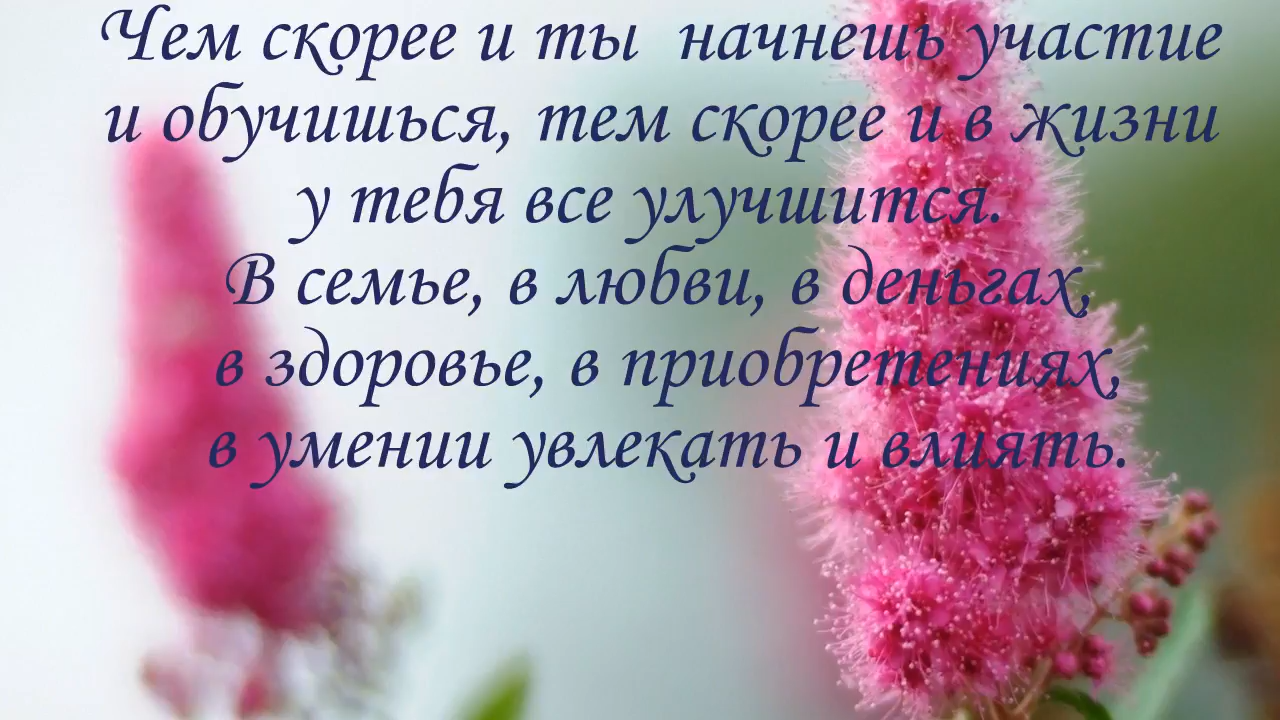 Чем скорее и ты начнешь участие
и обучишься, тем скорее и в жизни
у тебя все улучшится.
В семье, в любви, в деньгах,
в здоровье, в приобретениях,
в умении увлекать и влиять.